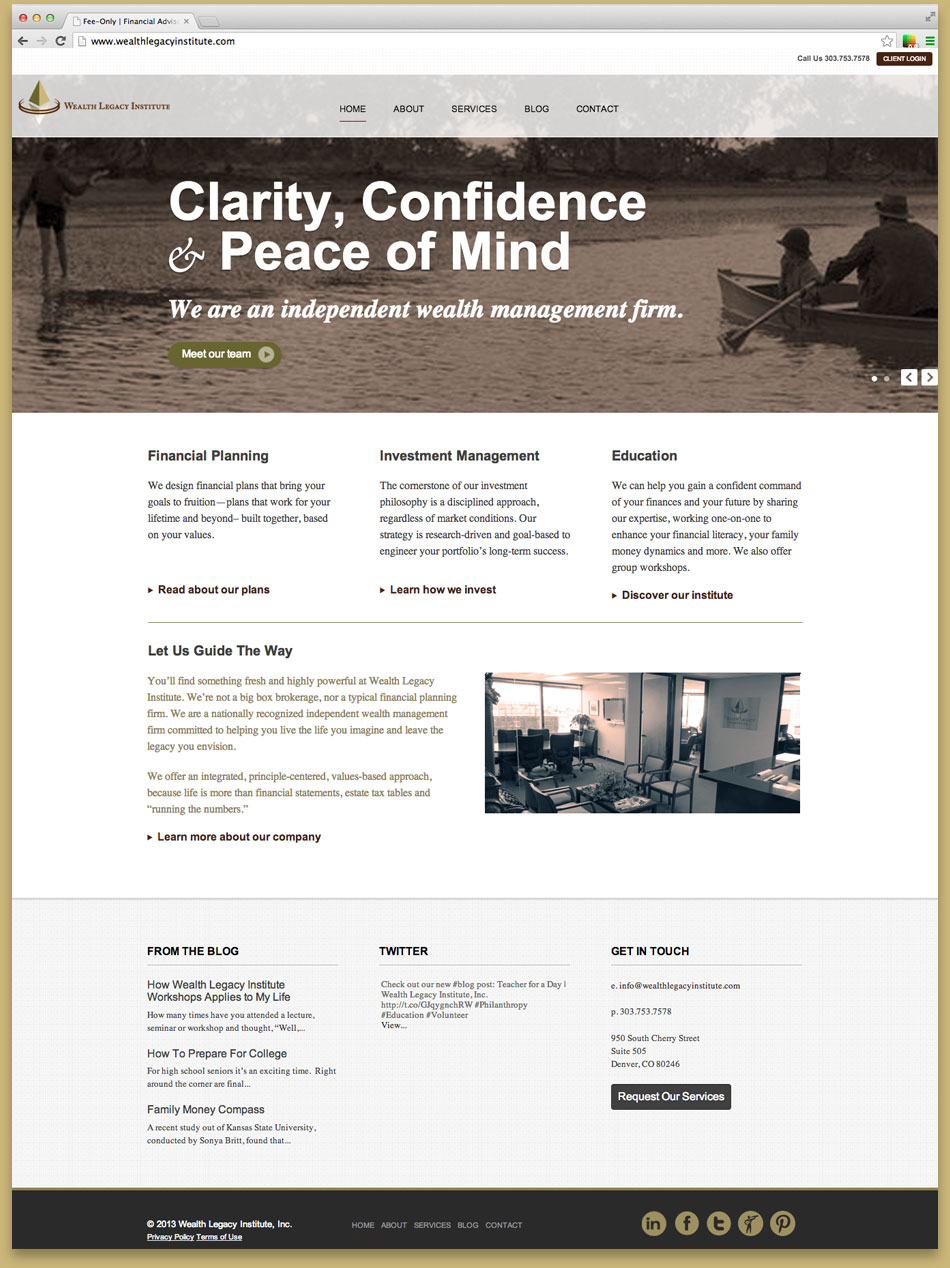 Fee-Only | Financial Advis
www.wealthlegacyinstitute.com
Call Us 303.753.7578
CLIENT LOGIN
WEALTH LEGACY INSTITUTE
HOME ABOUT SERVICES BLOG CONTACT
Clarity, Confidence
& Peace of Mind
We are an independent wealth management firm.
Meet our team
Financial Planning
We design financial plans that bring your
goals to fruition—plans that work for your
lifetime and beyond– built together, based
on your values.
Read about our plans
Investment Management
The cornerstone of our investment
philosophy is a disciplined approach,
regardless of market conditions. Our
strategy is research-driven and goal-based to
engineer your portfolio's long-term success.
Learn how we invest
Education
We can help you gain a confident command
of your finances and your future by sharing
our expertise, working one-on-one to
enhance your financial literacy, your family
money dynamics and more. We also offer
group workshops.
Discover our institute
Let Us Guide The Way
You'll find something fresh and highly powerful at Wealth Legacy
Institute. We're not a big box brokerage, nor a typical financial planning
firm. We are a nationally recognized independent wealth management
firm committed to helping you live the life you imagine and leave the
legacy you envision.
We offer an integrated, principle-centered, values-based approach,
because life is more than financial statements, estate tax tables and
“running the numbers.”
Learn more about our company
WEALTH LEGACY
FROM THE BLOG
How Wealth Legacy Institute
Workshops Applies to My Life
How many times have you attended a lecture,
seminar or workshop and thought, “Well,...
How To Prepare For College
For high school seniors it's an exciting time. Right
around the corner are final...
Family Money Compass
A recent study out of Kansas State University,
conducted by Sonya Britt, found that...
TWITTER
Check out our new #blog post: Teacher for a Day |
Wealth Legacy Institute, Inc.
http://t.co/GJqygnchRW #Philanthropy
#Education #Volunteer
View...
GET IN TOUCH
e. info@wealthlegacyinstitute.com
p. 303.753.7578
950 South Cherry Street
Suite 505
Denver, CO 80246
Request Our Services
© 2013 Wealth Legacy Institute, Inc.
Privacy Policy Terms of Use
HOME ABOUT SERVICES BLOG CONTACT